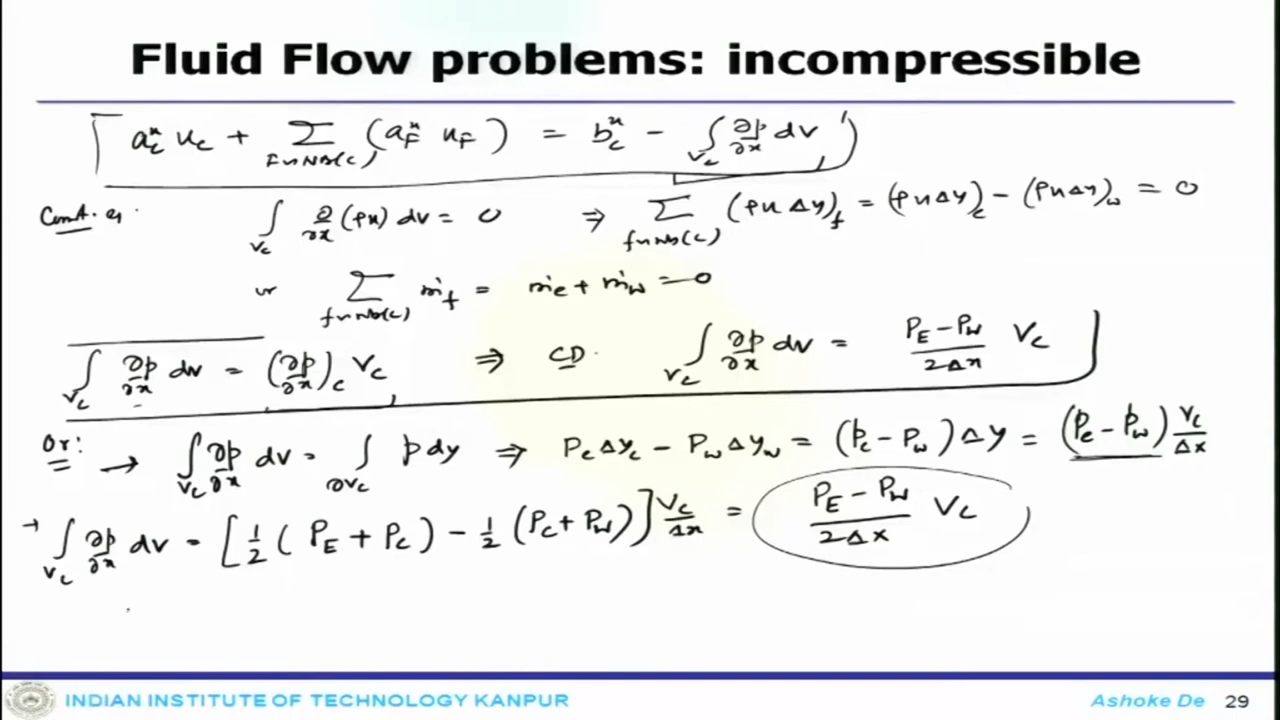 Fluid Flow problems: incompressible
a_c^u u_c + Σ_{F∼NB(c)} (a_F^u u_F) = b_c^u − ∫_{V_c} ∂p/∂x dV
Cont. eq: ∫_{V_c} ∂/∂x (ρu) dV = 0 ⇒ Σ_{f∼nb(c)} (ρu Δy)_f = (ρuΔy)_e − (ρuΔy)_w = 0
or Σ_{f∼nb(c)} ṁ_f = ṁ_e + ṁ_w = 0
∫_{V_c} ∂p/∂x dV = (∂p/∂x)_c V_c ⇒ CD. ∫_{V_c} ∂p/∂x dV = (P_E − P_W)/(2Δx) V_c
Or: → ∫_{V_c} ∂p/∂x dV = ∫_{∂V_c} p dy ⇒ P_e Δy_e − P_w Δy_w = (p_e − p_w) Δy = (p_e − p_w) V_c/Δx
→ ∫_{V_c} ∂p/∂x dV = [½ (P_E + P_C) − ½ (P_C + P_W)] V_c/Δx = (P_E − P_W)/(2Δx) V_c
INDIAN INSTITUTE OF TECHNOLOGY KANPUR
Ashoke De 29